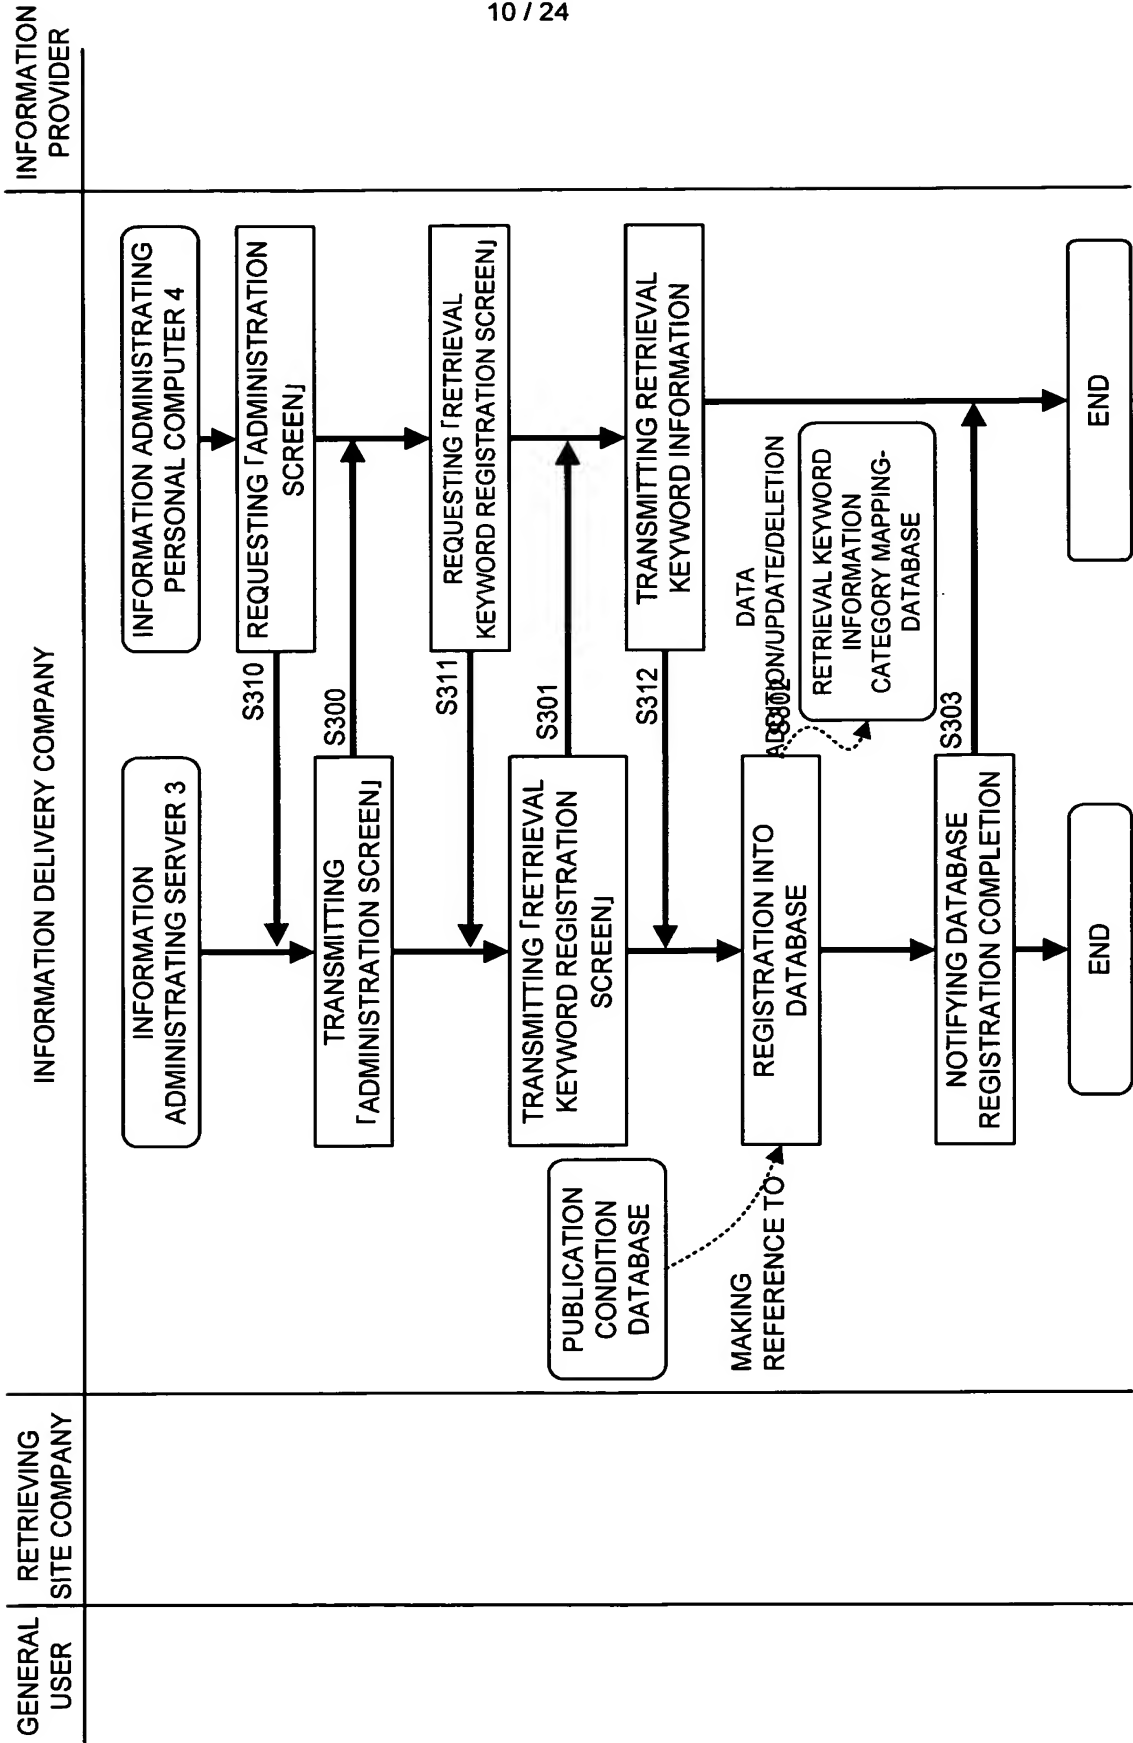 10 / 24
GENERAL
USER
RETRIEVING
SITE COMPANY
INFORMATION DELIVERY COMPANY
INFORMATION
PROVIDER
INFORMATION
ADMINISTRATING SERVER 3
INFORMATION ADMINISTRATING
PERSONAL COMPUTER 4
S310
REQUESTING「ADMINISTRATION
SCREEN」
TRANSMITTING
「ADMINISTRATION SCREEN」
S300
S311
REQUESTING「RETRIEVAL
KEYWORD REGISTRATION SCREEN」
TRANSMITTING「RETRIEVAL
KEYWORD REGISTRATION
SCREEN」
S301
PUBLICATION
CONDITION
DATABASE
S312
TRANSMITTING RETRIEVAL
KEYWORD INFORMATION
MAKING
REFERENCE TO
REGISTRATION INTO
DATABASE
S302
DATA
ADDITION/UPDATE/DELETION
RETRIEVAL KEYWORD
INFORMATION
CATEGORY MAPPING-
DATABASE
NOTIFYING DATABASE
REGISTRATION COMPLETION
S303
END
END